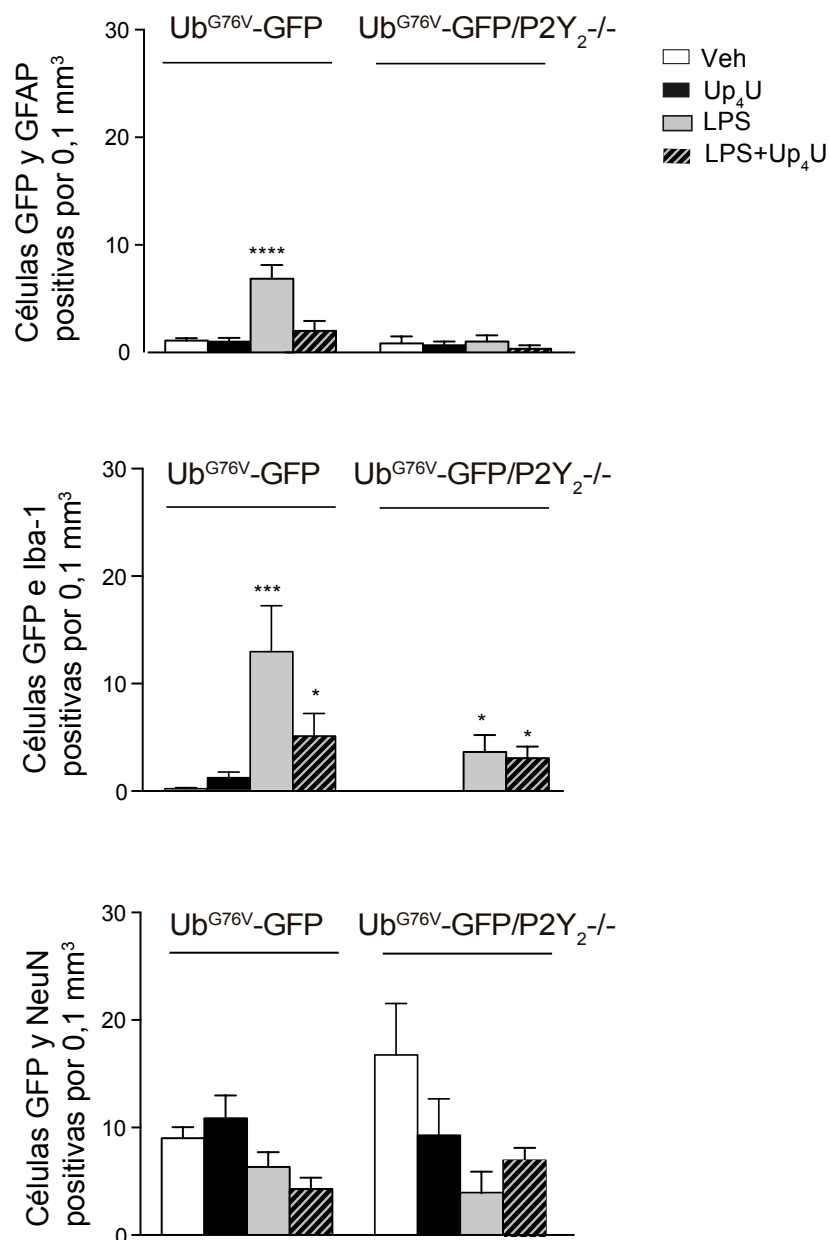 Ub^G76V-GFP
Ub^G76V-GFP/P2Y₂-/-
Veh
Up₄U
LPS
LPS+Up₄U
Células GFP y GFAP
positivas por 0,1 mm³
30
20
10
0
****
Ub^G76V-GFP
Ub^G76V-GFP/P2Y₂-/-
Células GFP e Iba-1
positivas por 0,1 mm³
30
20
10
0
***
*
*
*
Ub^G76V-GFP
Ub^G76V-GFP/P2Y₂-/-
Células GFP y NeuN
positivas por 0,1 mm³
30
20
10
0